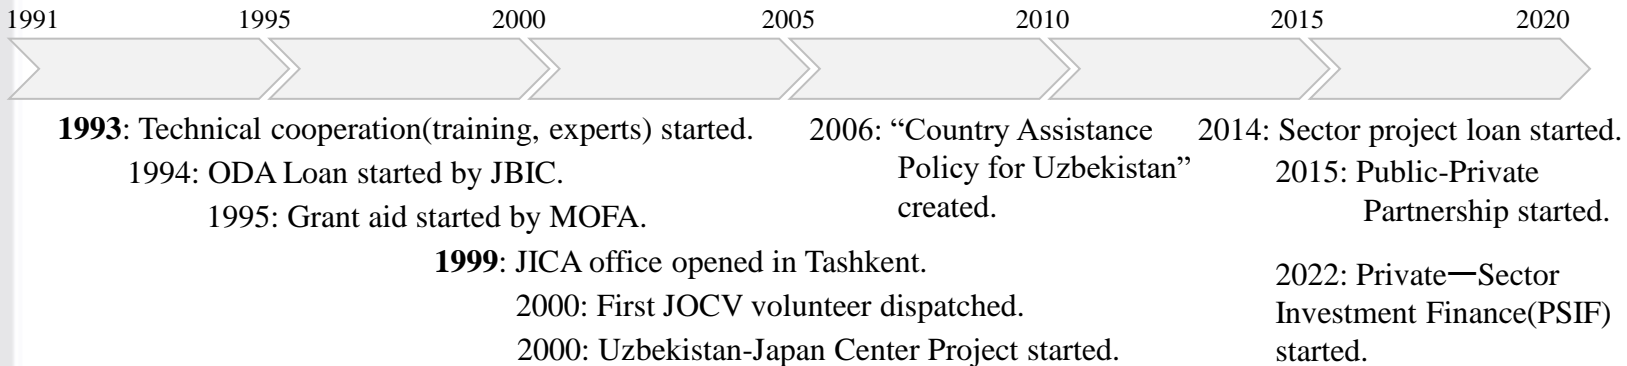 1991 1995 2000 2005 2010 2015 2020
1993: Technical cooperation(training, experts) started.
1994: ODA Loan started by JBIC.
1995: Grant aid started by MOFA.
1999: JICA office opened in Tashkent.
2000: First JOCV volunteer dispatched.
2000: Uzbekistan-Japan Center Project started.
2006: “Country Assistance
Policy for Uzbekistan”
created.
2014: Sector project loan started.
2015: Public-Private
Partnership started.
2022: Private―Sector
Investment Finance(PSIF)
started.